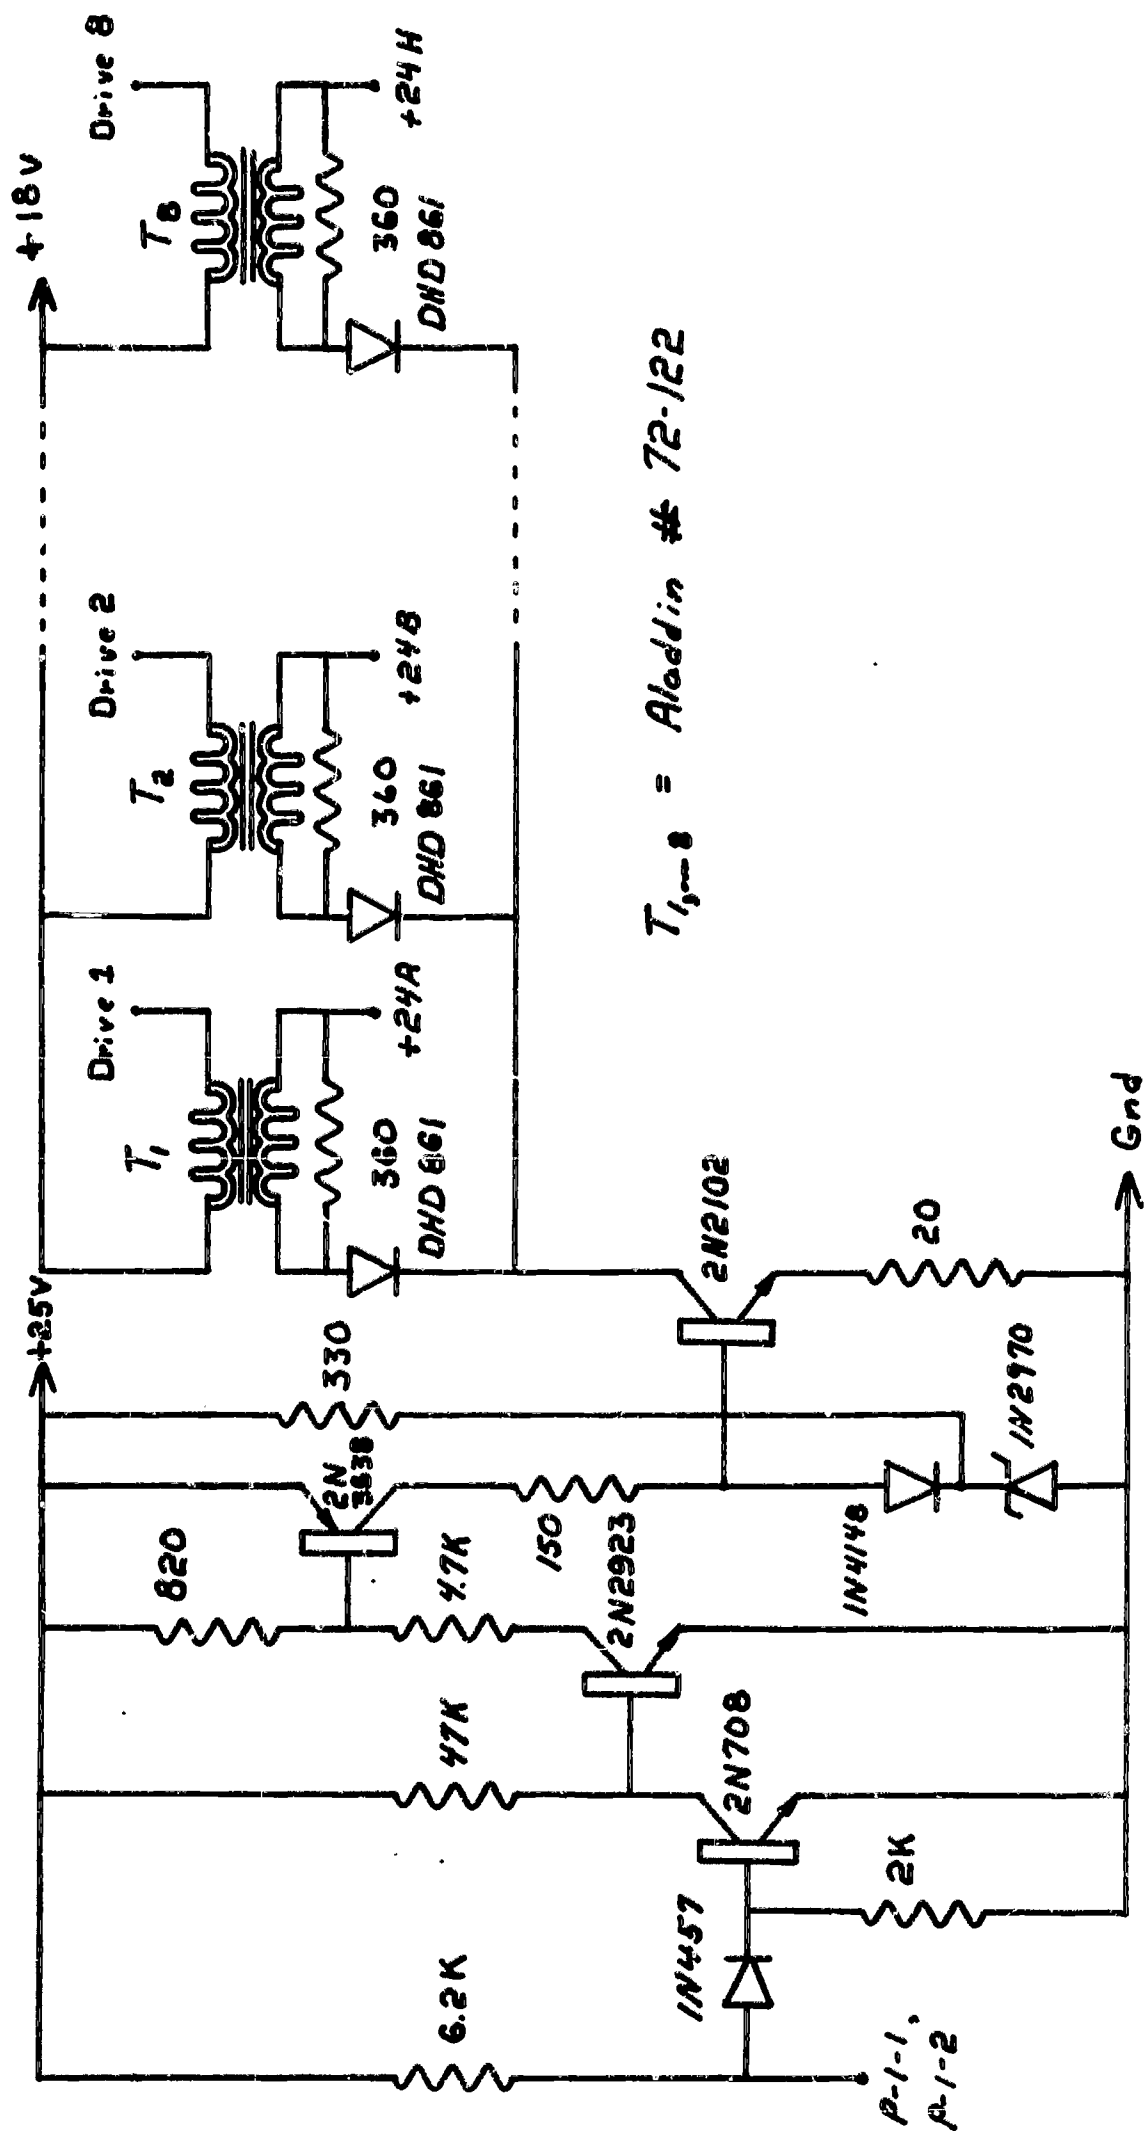 +25V
+18V
Drive 1
Drive 2
Drive 8
T1
T2
T8
820
2N
3638
330
360
DHD 861
+24A
360
DHD 861
+24B
360
DHD 861
+24H
6.2K
47K
4.7K
150
2N2923
2N2102
T1,—8 = Aladdin # 72-122
1N457
2N708
1N4148
20
P-1-1,
P-1-2
2K
1N2970
Gnd